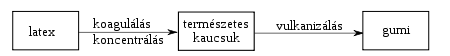 latex
koagulálás
koncentrálás
természetes
kaucsuk
vulkanizálás
gumi